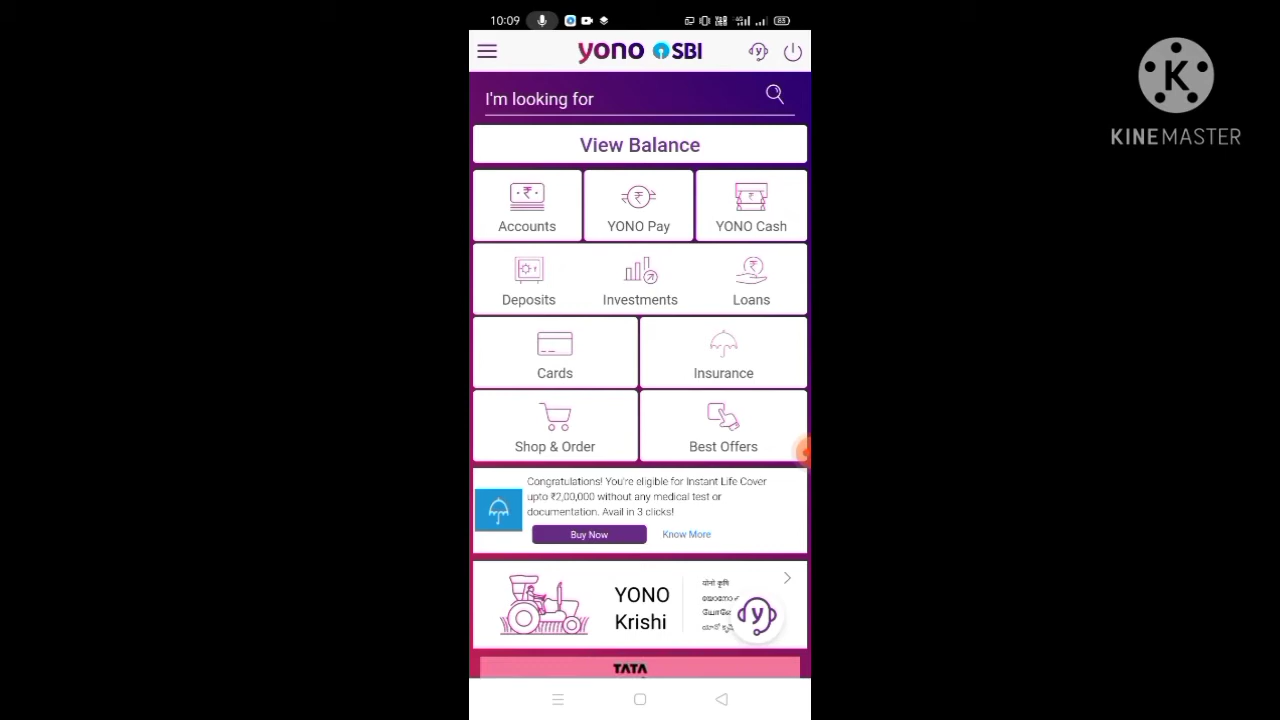 10:09
83
yono SBI
I'm looking for
View Balance
Accounts
YONO Pay
YONO Cash
Deposits
Investments
Loans
Cards
Insurance
Shop & Order
Best Offers
Congratulations! You're eligible for Instant Life Cover
upto ₹2,00,000 without any medical test or
documentation. Avail in 3 clicks!
Buy Now
Know More
YONO
Krishi
योनो कृषि
y
TATA
K
KINEMASTER